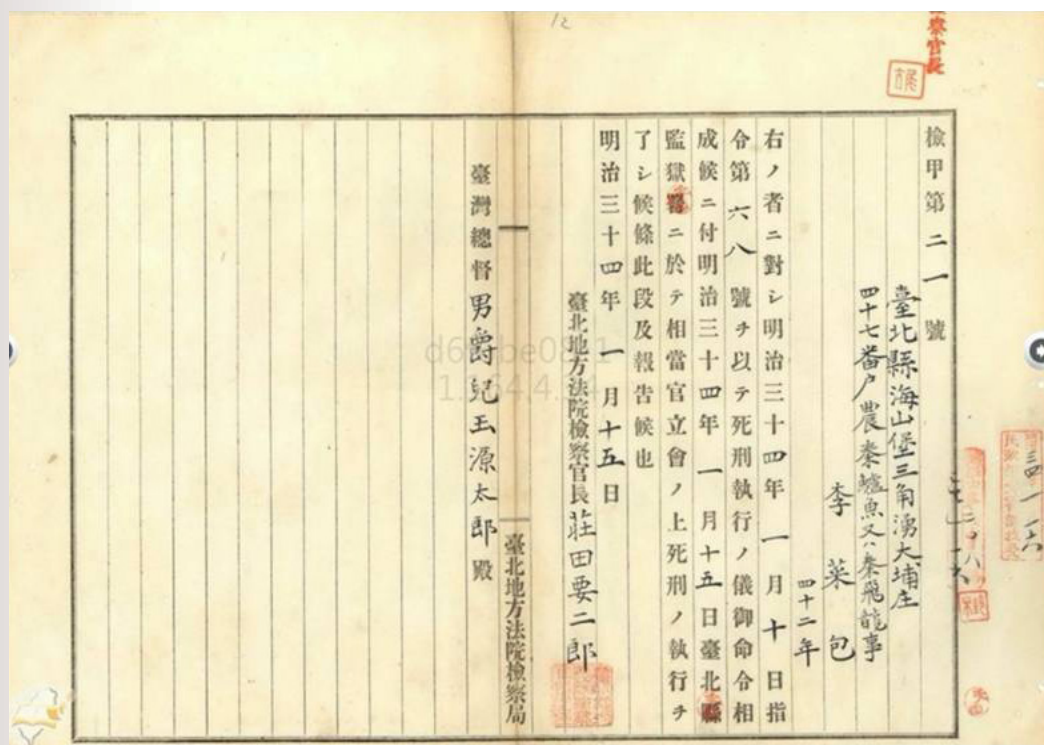 12
檢甲第二一號
臺北縣海山堡三角湧大埔庄
四十七番戶農秦鱸魚又ハ秦飛龍事
李菜包
四十二年
右ノ者ニ對シ明治三十四年一月十日指
令第六八號ヲ以テ死刑執行ノ儀御命令相
成候ニ付明治三十四年一月十五日臺北縣
監獄署ニ於テ相當官立會ノ上死刑ノ執行ヲ
了シ候條此段及報告候也
明治三十四年一月十五日
臺北地方法院檢察官長莊田要二郎
臺灣總督男爵兒玉源太郎殿
臺北地方法院檢察局